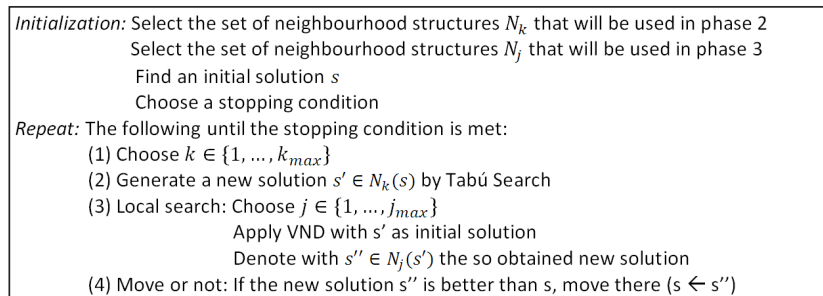 Initialization: Select the set of neighbourhood structures N_k that will be used in phase 2
Select the set of neighbourhood structures N_j that will be used in phase 3
Find an initial solution s
Choose a stopping condition
Repeat: The following until the stopping condition is met:
(1) Choose k ∈ {1, ..., k_max}
(2) Generate a new solution s′ ∈ N_k(s) by Tabú Search
(3) Local search: Choose j ∈ {1, ..., j_max}
Apply VND with s' as initial solution
Denote with s′′ ∈ N_j(s′) the so obtained new solution
(4) Move or not: If the new solution s'' is better than s, move there (s ← s'')